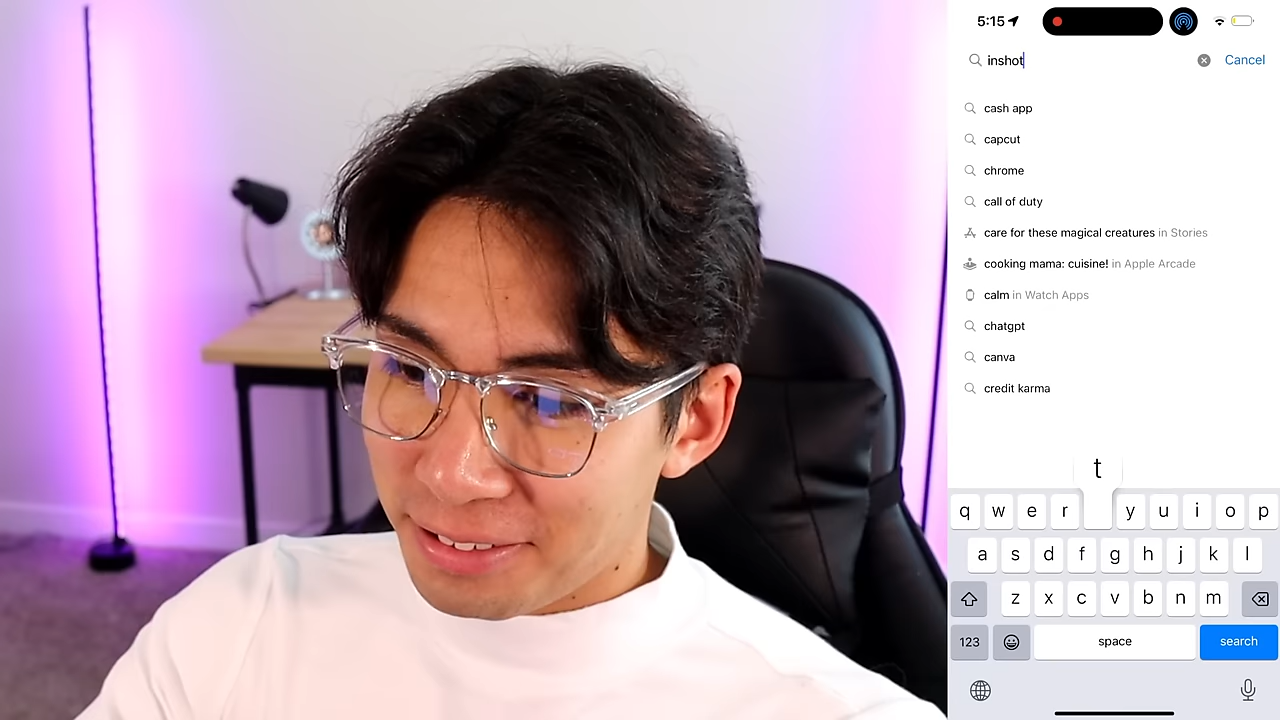 5:15
inshot
Cancel
cash app
capcut
chrome
call of duty
care for these magical creatures in Stories
cooking mama: cuisine! in Apple Arcade
calm in Watch Apps
chatgpt
canva
credit karma
t
q w e r y u i o p
a s d f g h j k l
z x c v b n m
123 space search